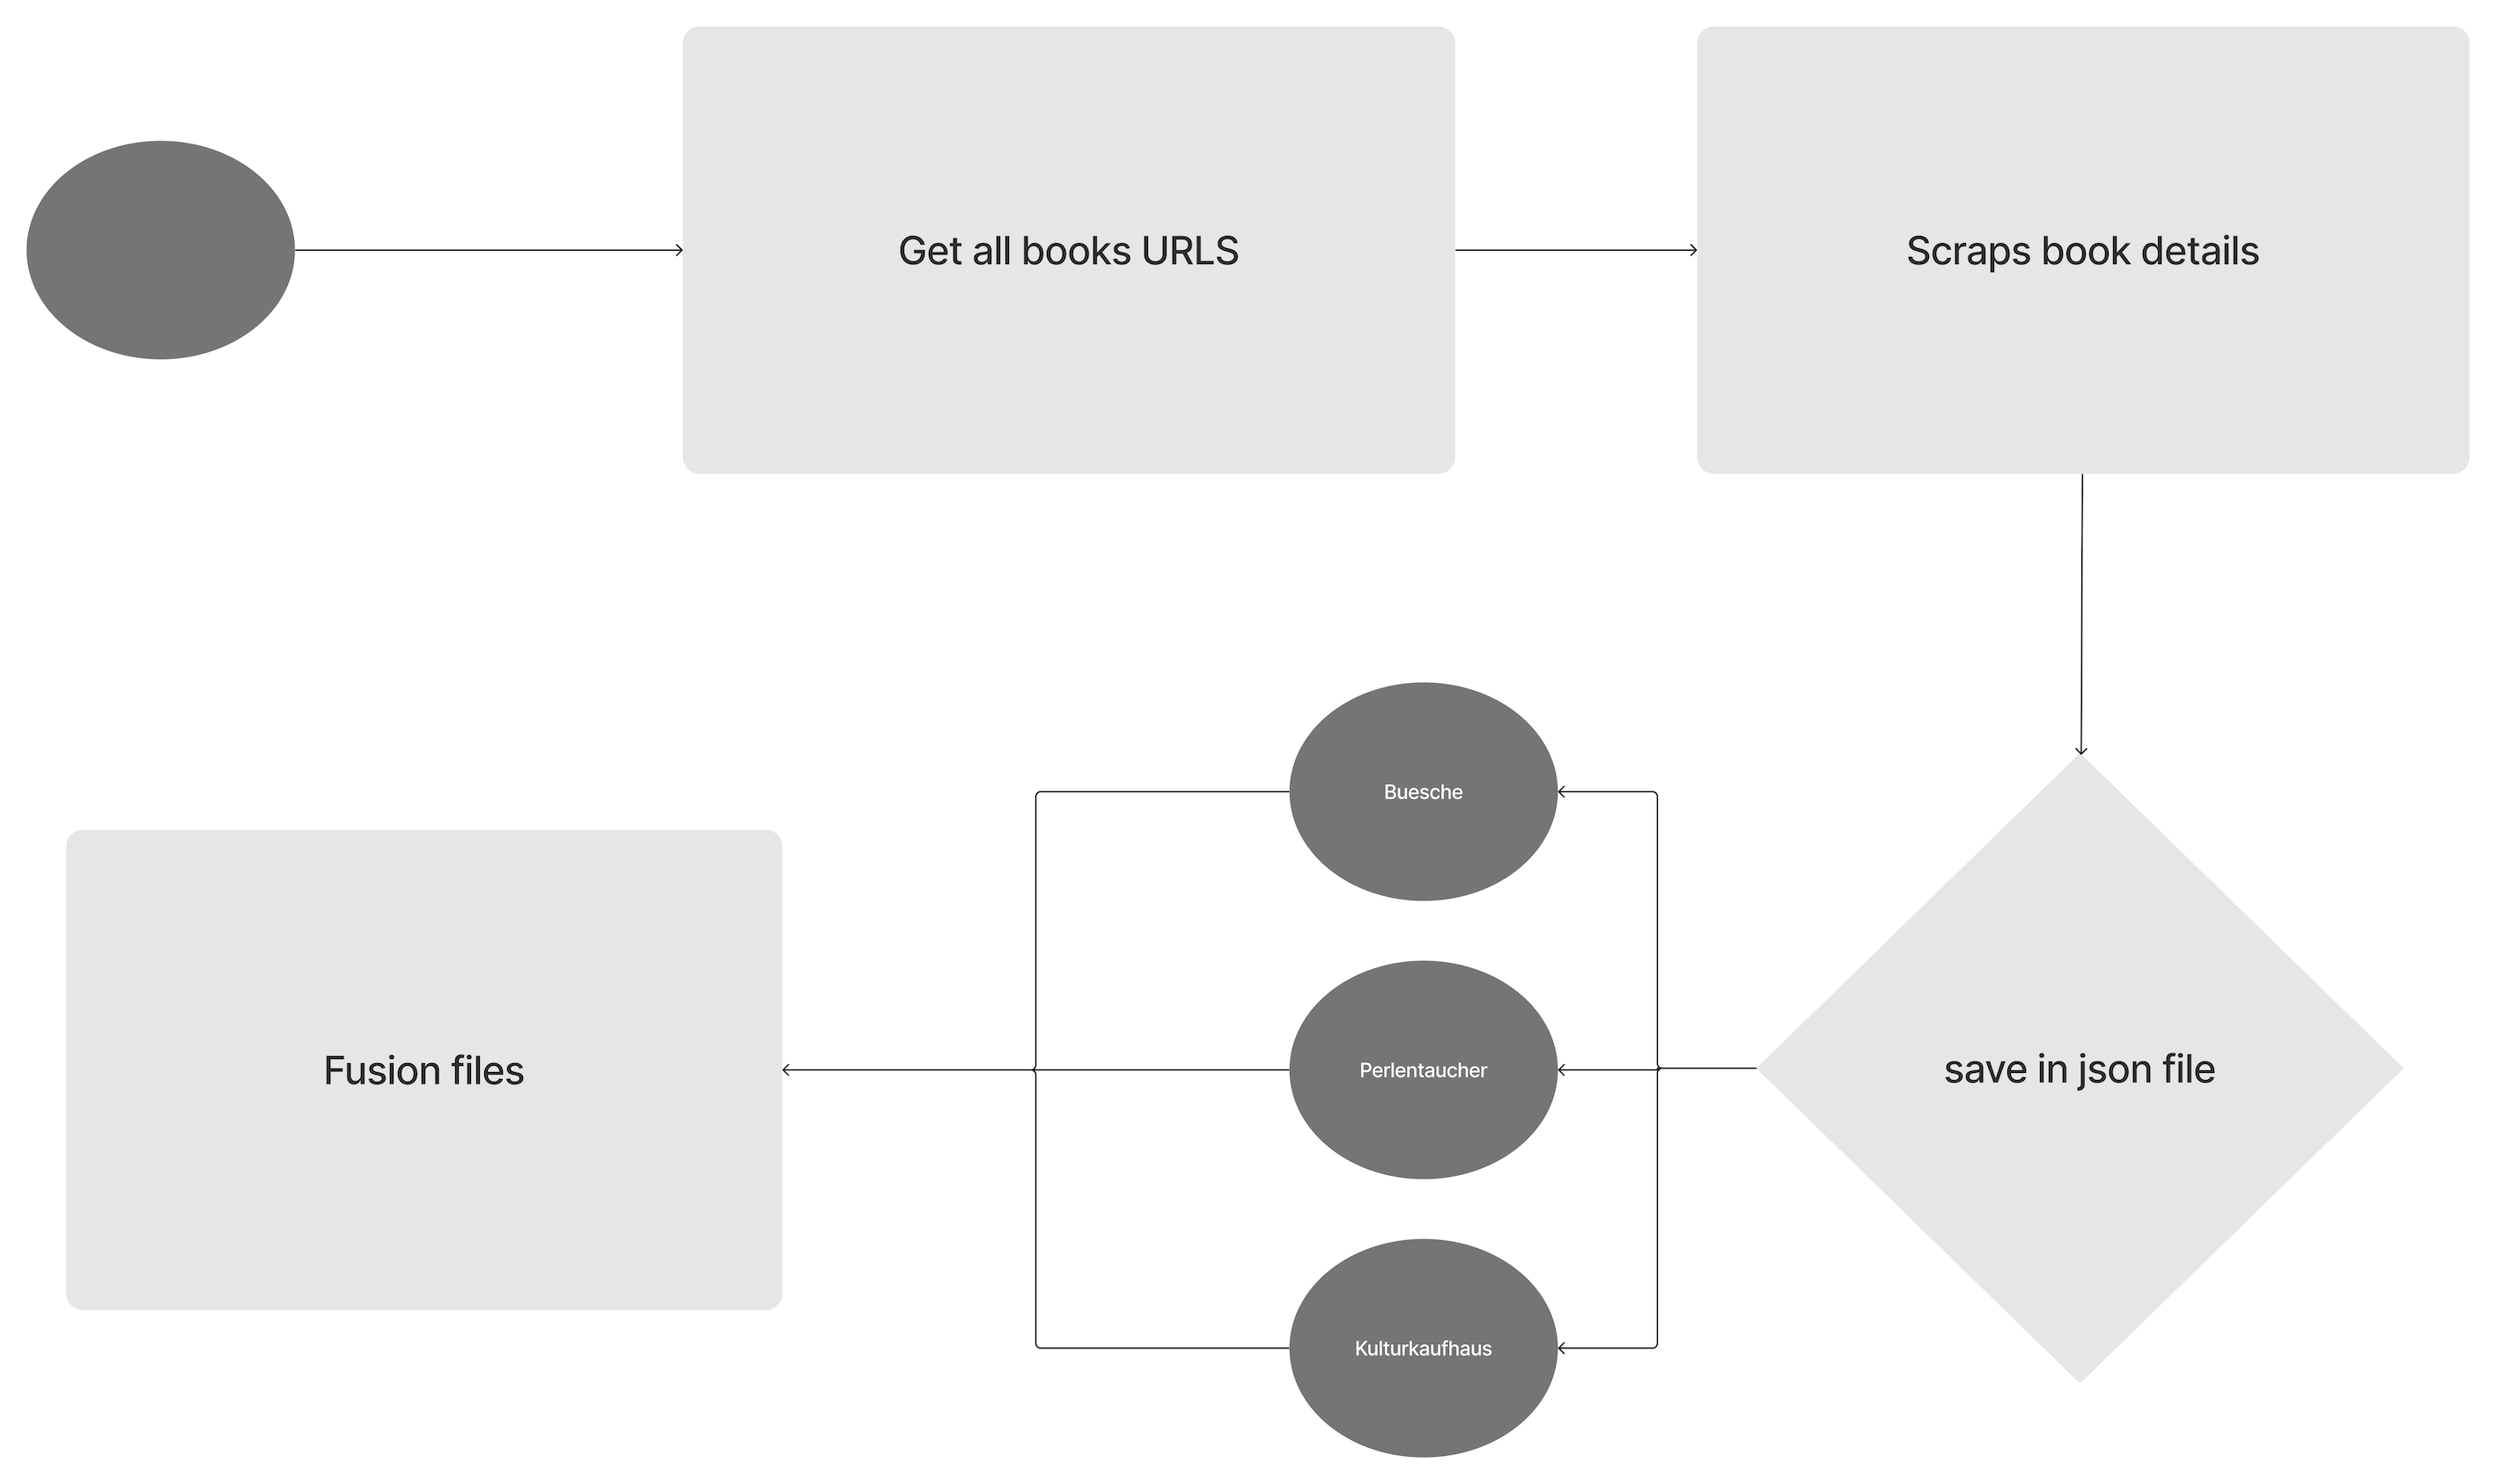 Get all books URLS
Scraps book details
Buesche
Perlentaucher
Kulturkaufhaus
save in json file
Fusion files